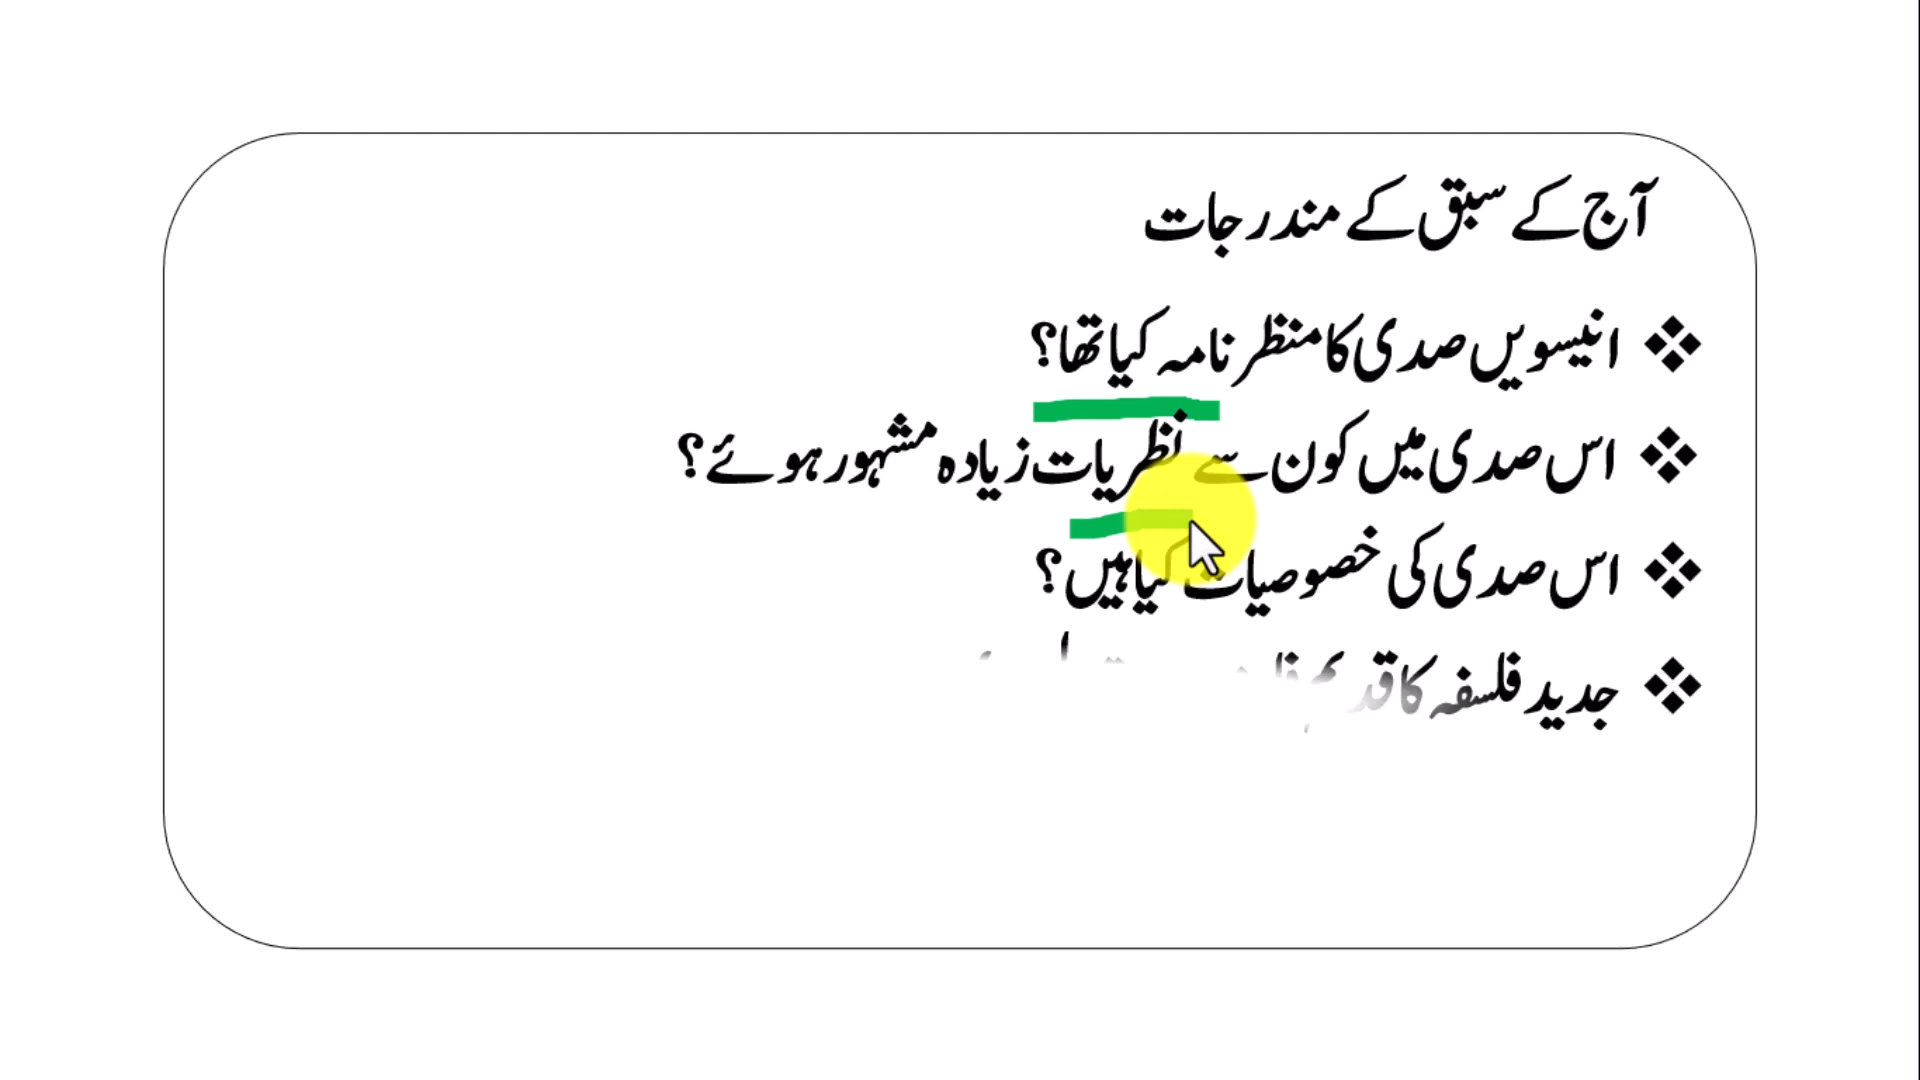 آج کے سبق کے مندرجات
❖ انیسویں صدی کا منظر نامہ کیا تھا؟
❖ اس صدی میں کون سے نظریات زیادہ مشہور ہوئے؟
❖ اس صدی کی خصوصیات کیا ہیں؟
❖ جدید فلسفہ کا قدیم